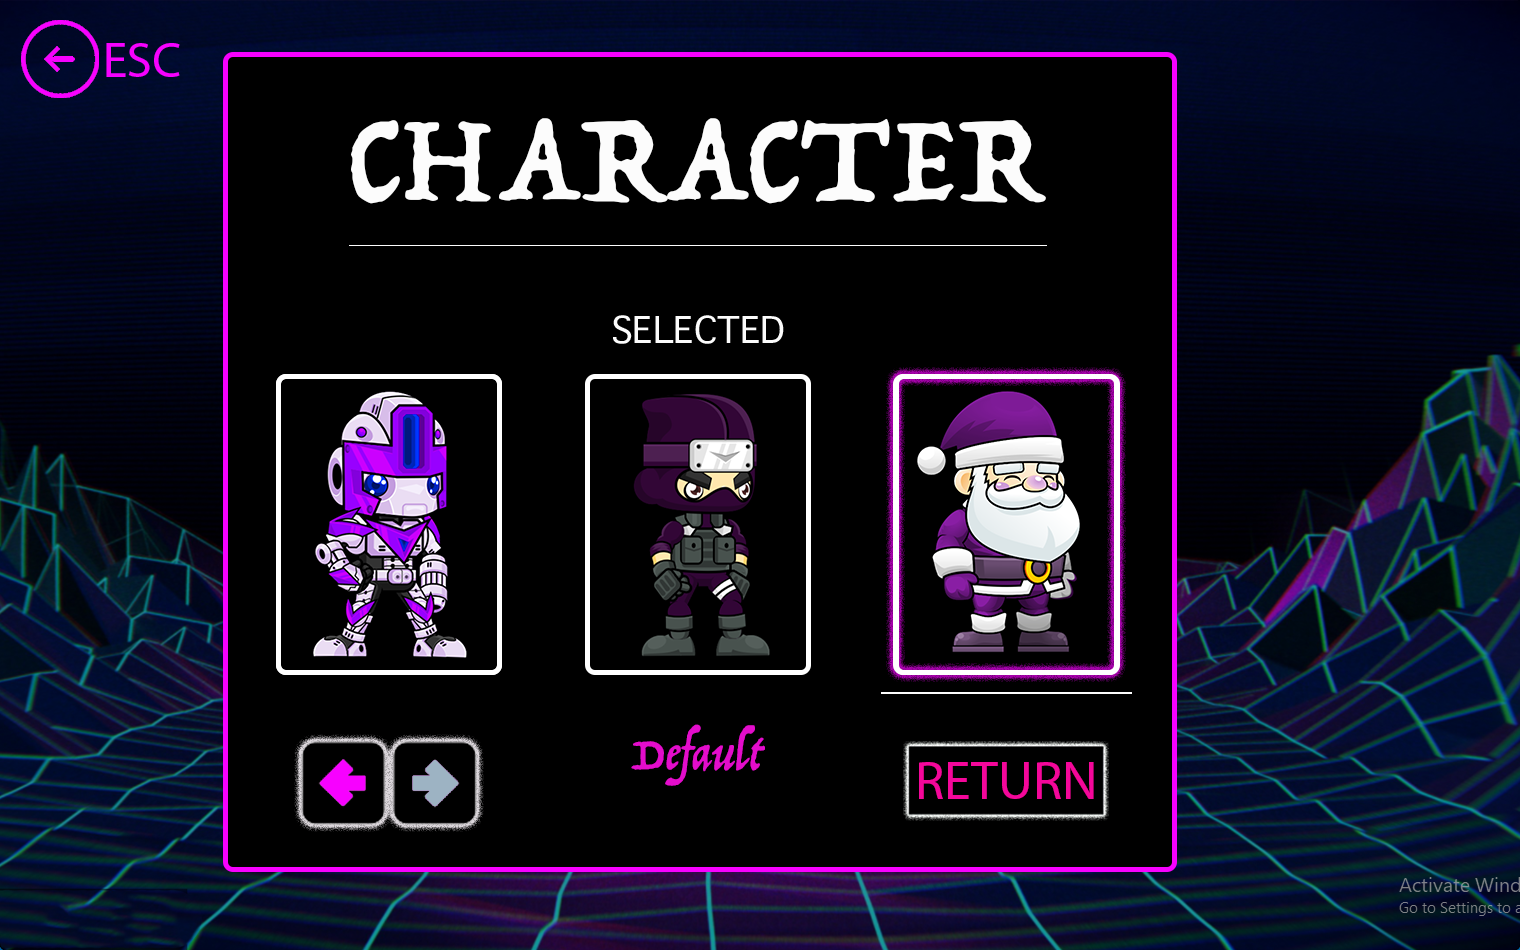 ESC
CHARACTER
SELECTED
Default
RETURN
Activate Wind
Go to Settings to a